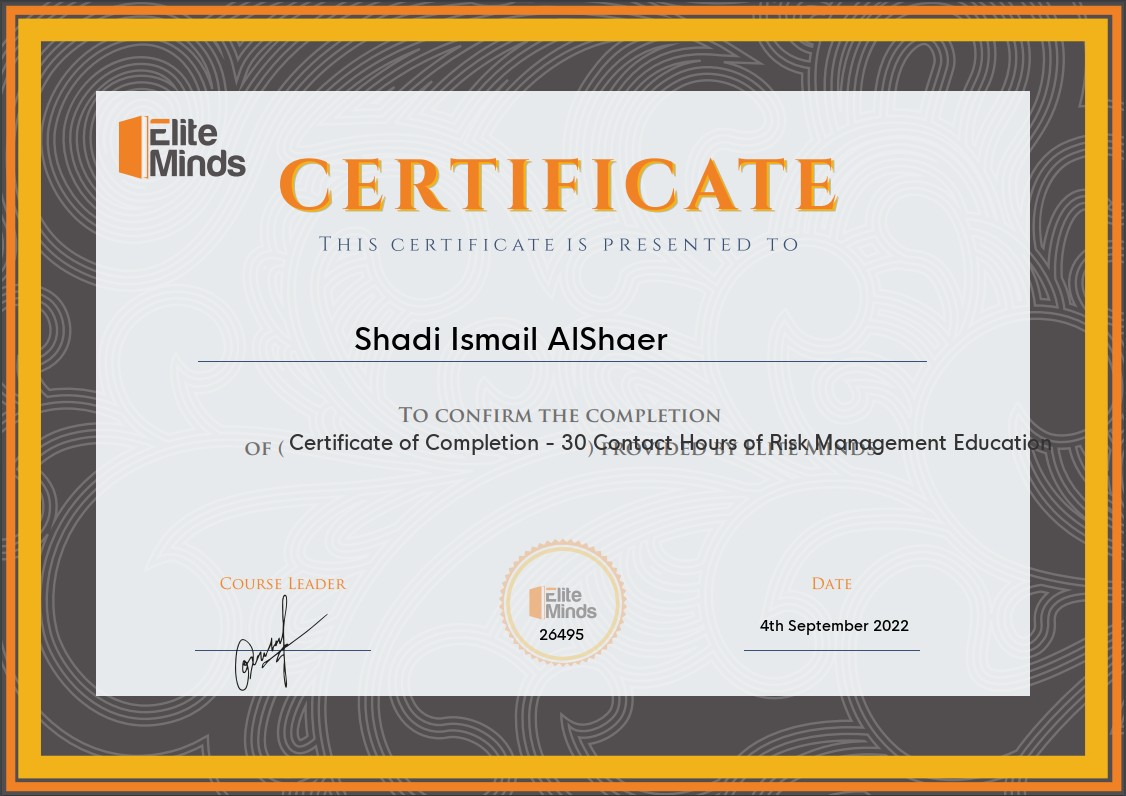 Elite
Minds
CERTIFICATE
THIS CERTIFICATE IS PRESENTED TO
Shadi Ismail AlShaer
TO CONFIRM THE COMPLETION
OF ( Certificate of Completion - 30 Contact Hours of Risk Management Education ) PROVIDED BY ELITE MINDS
COURSE LEADER
Elite
Minds
26495
DATE
4th September 2022